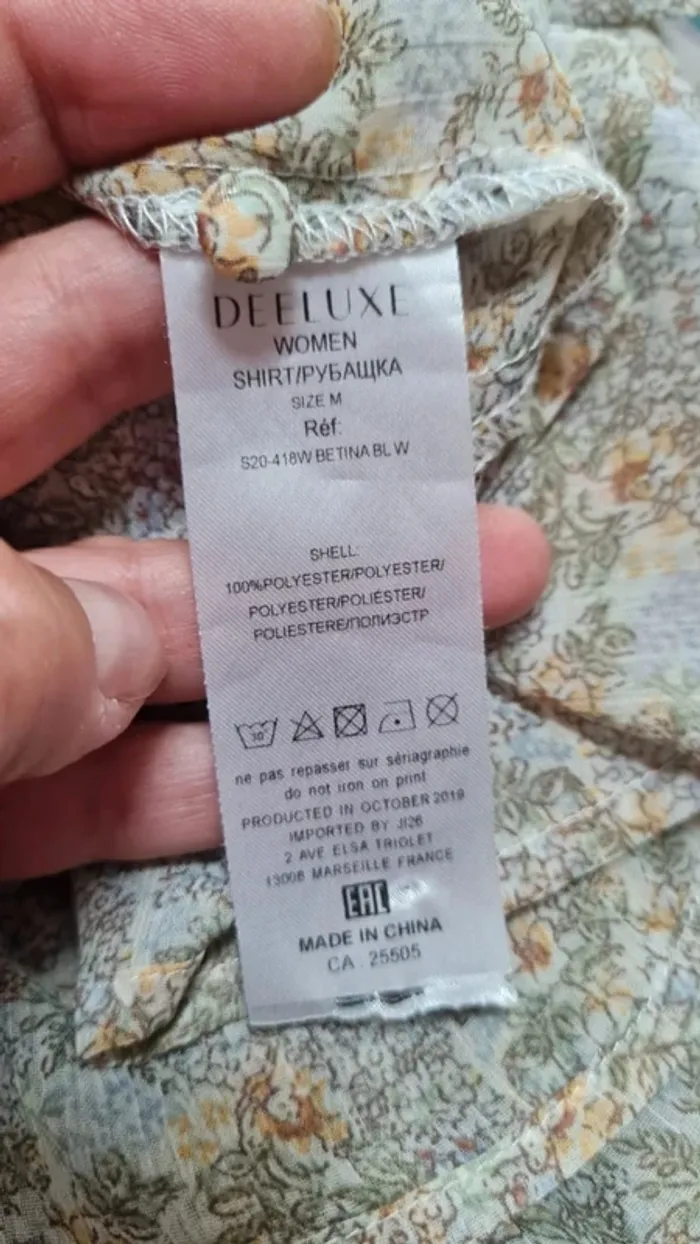 DEELUXE
WOMEN
SHIRT/РУБАЩКА
SIZE M
Réf:
S20-418W BETINA BL W
SHELL:
100%POLYESTER/POLYESTER/
POLYESTER/POLIÉSTER/
POLIESTERE/ПОЛИЭСТР
30°
ne pas repasser sur sériagraphie
do not iron on print
PRODUCTED IN OCTOBER 2019
IMPORTED BY JI26
2 AVE ELSA TRIOLET
13008 MARSEILLE FRANCE
EAC
MADE IN CHINA
CA . 25505